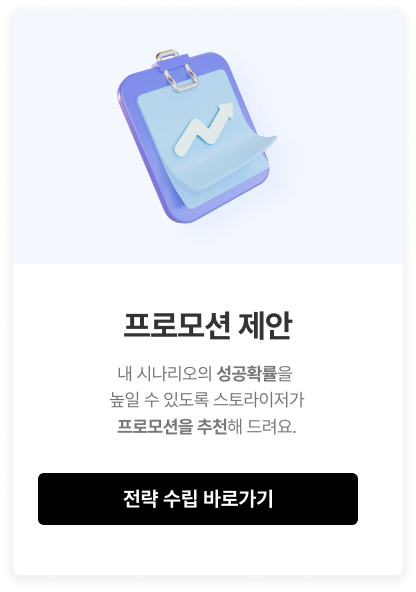 프로모션 제안
내 시나리오의 성공확률을
높일 수 있도록 스토라이저가
프로모션을 추천해 드려요.
전략 수립 바로가기